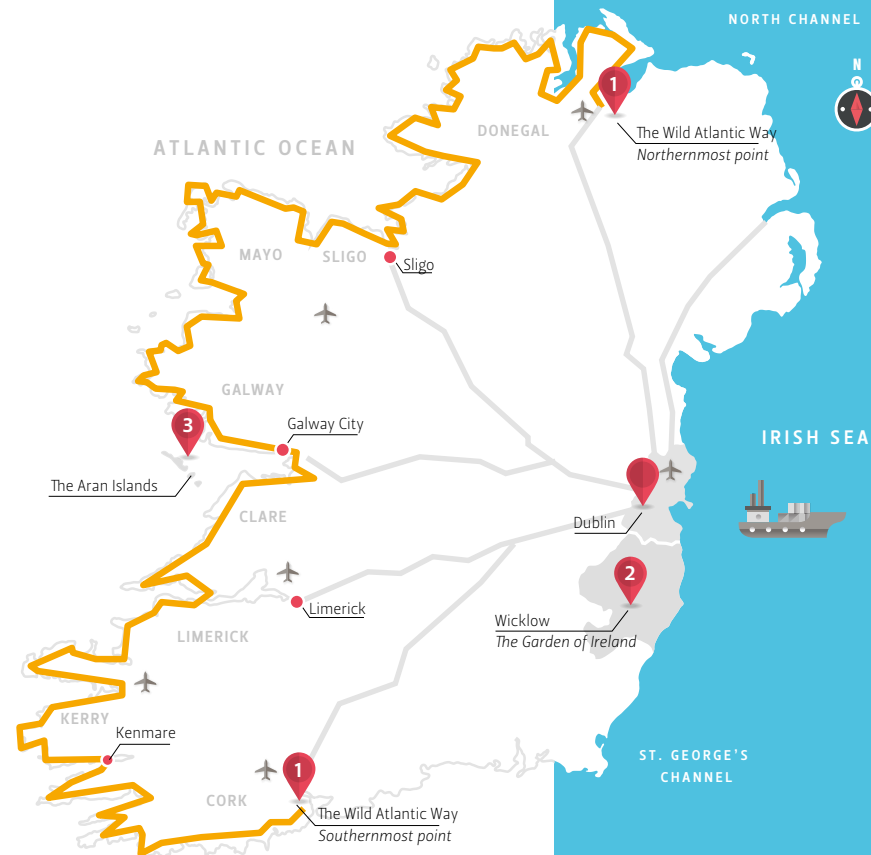 NORTH CHANNEL
N
1
DONEGAL
The Wild Atlantic Way
Northernmost point
ATLANTIC OCEAN
MAYO
SLIGO
Sligo
GALWAY
3
Galway City
IRISH SEA
The Aran Islands
CLARE
Dublin
2
Limerick
Wicklow
The Garden of Ireland
LIMERICK
KERRY
Kenmare
ST. GEORGE'S
CHANNEL
1
CORK
The Wild Atlantic Way
Southernmost point